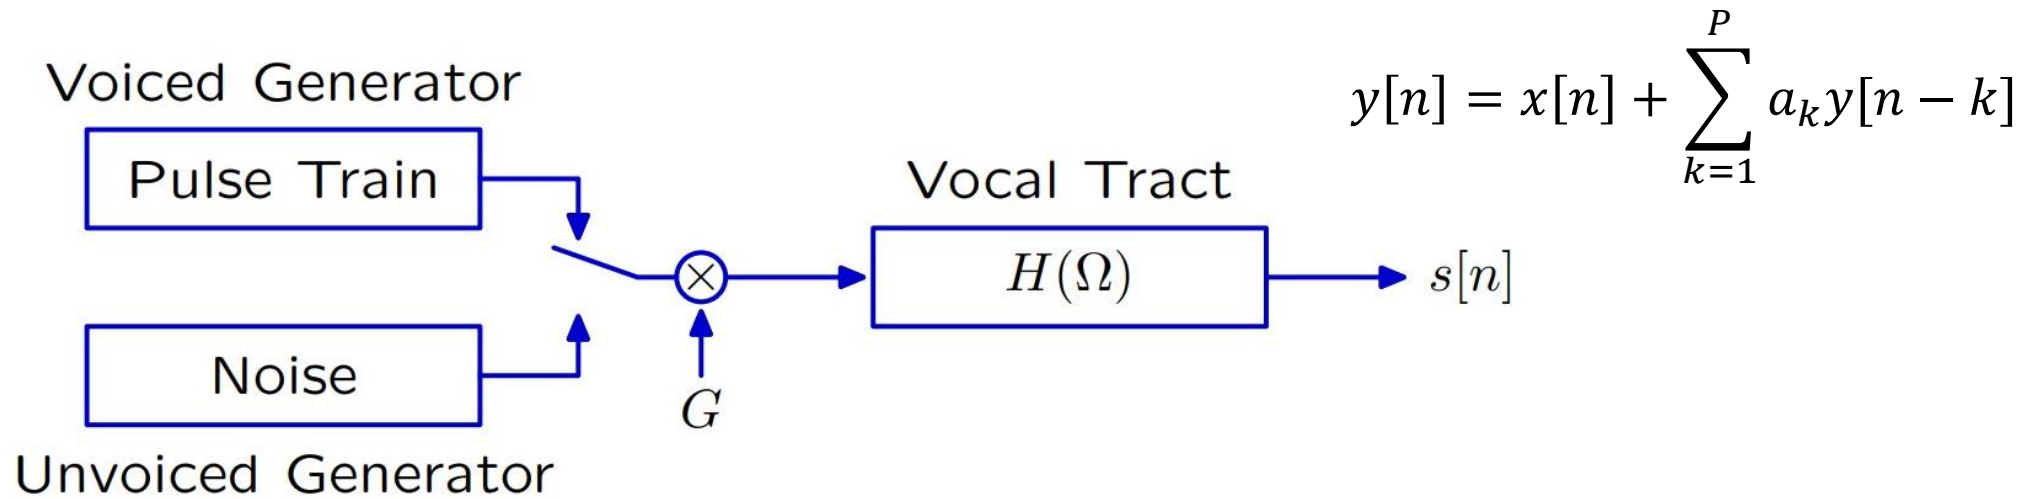 Voiced Generator
Pulse Train
Noise
Unvoiced Generator
G
Vocal Tract
H(Ω)
s[n]
y[n] = x[n] + ∑_{k=1}^{P} a_k y[n − k]